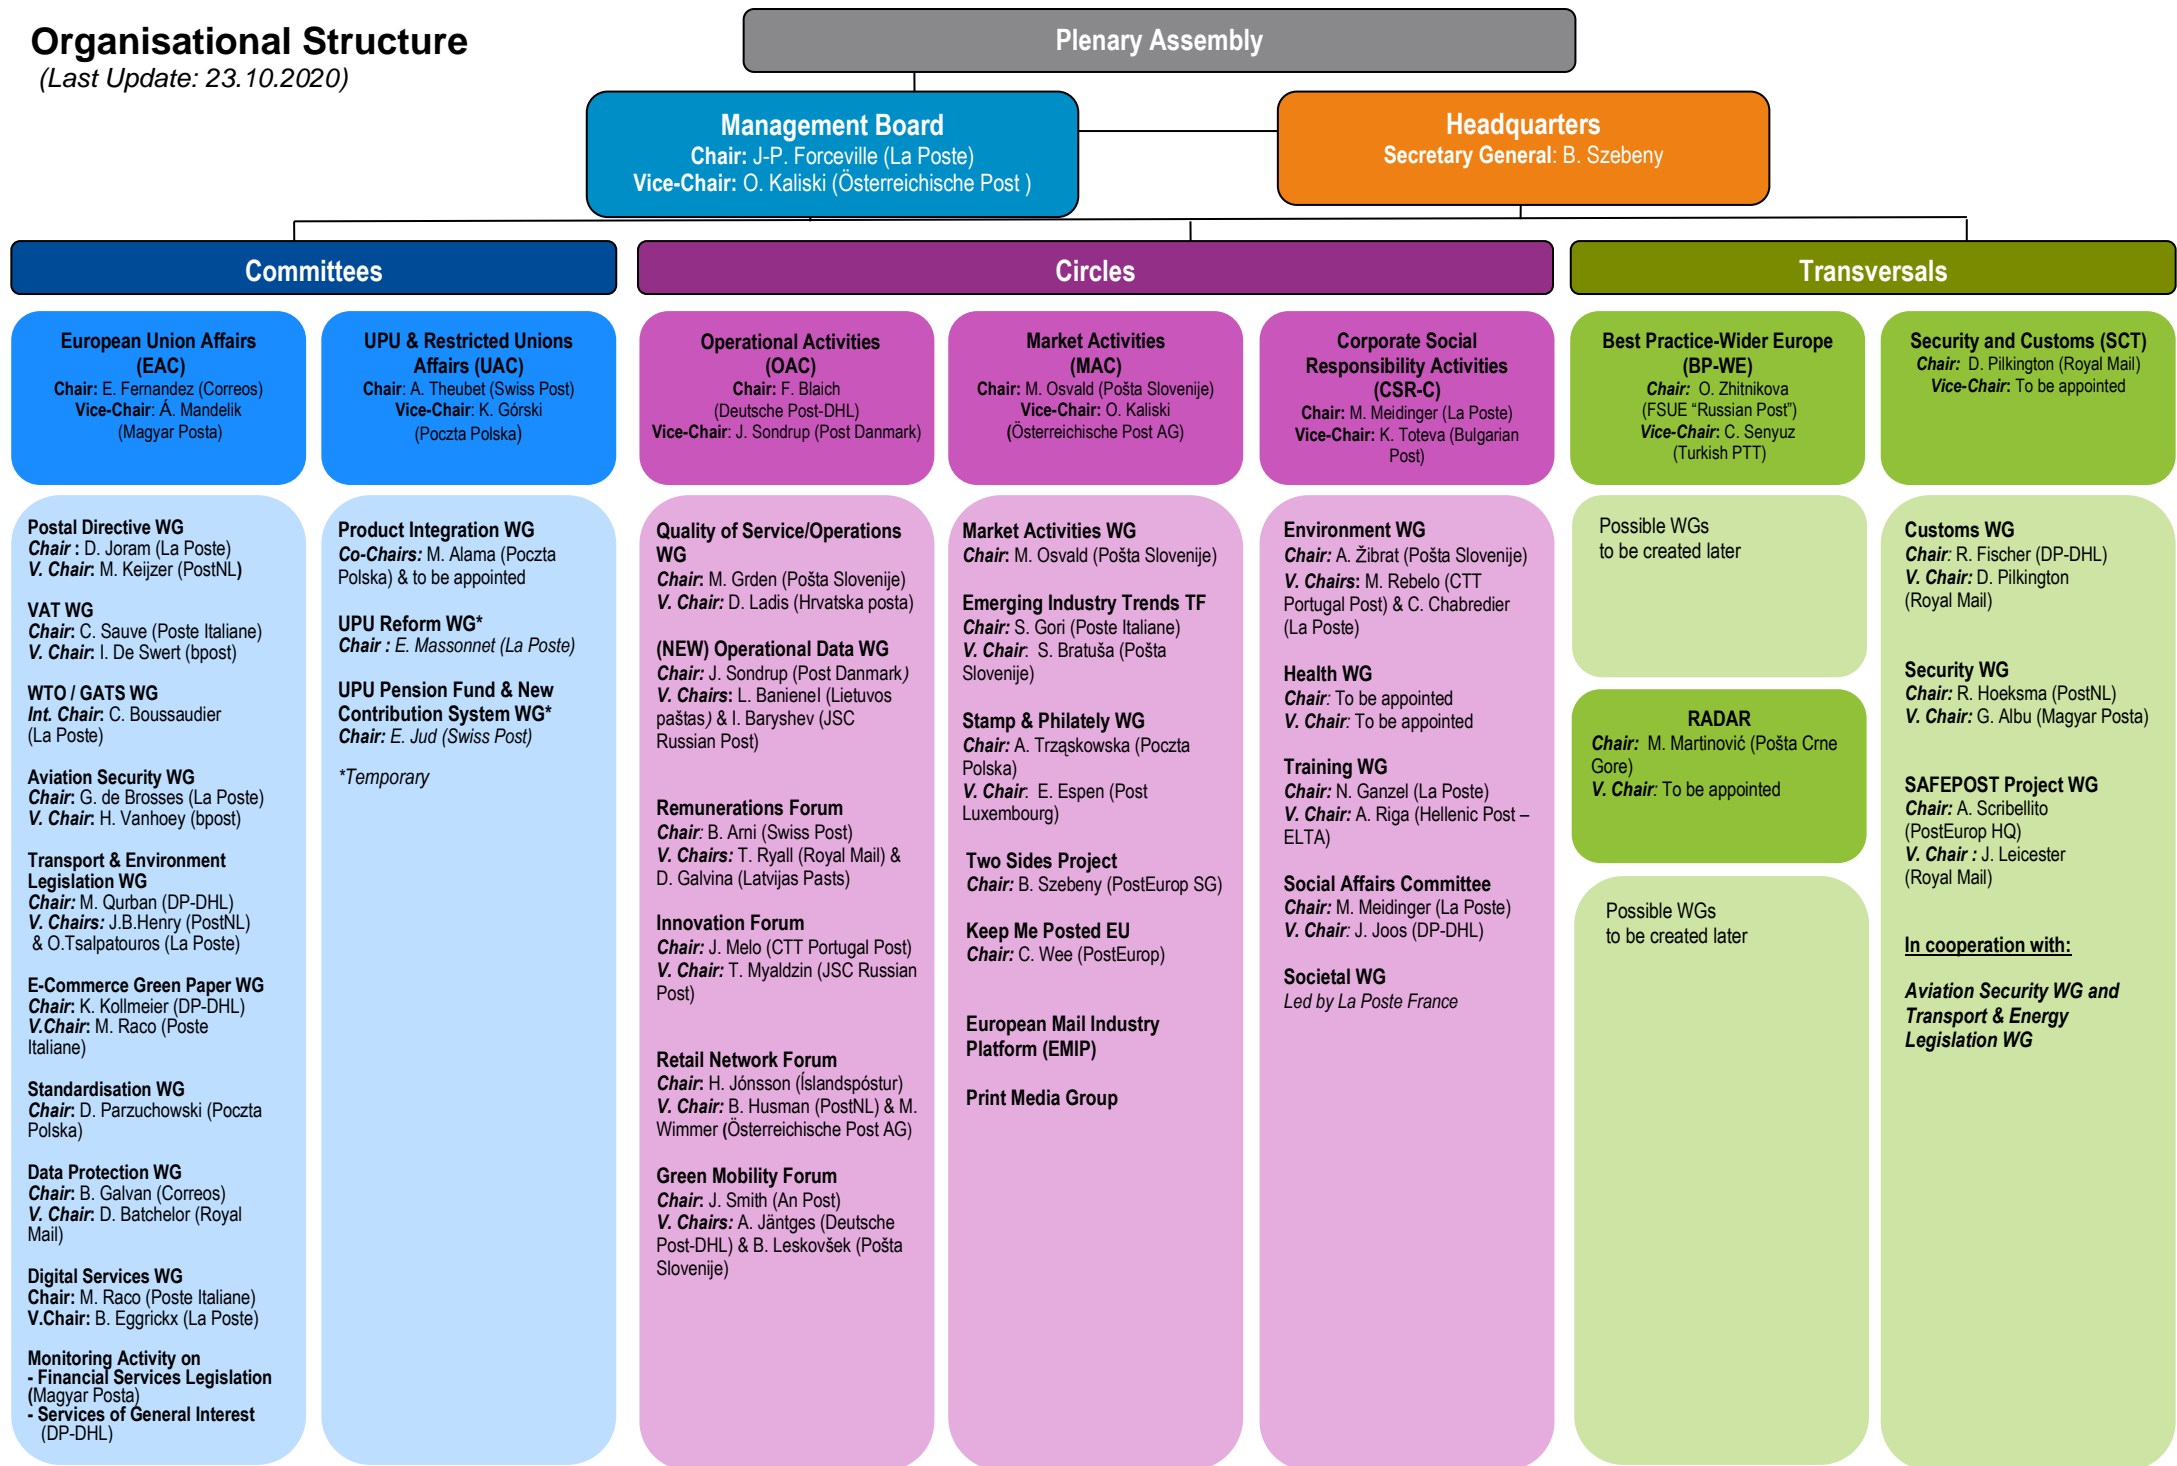 Organisational Structure
(Last Update: 23.10.2020)
Plenary Assembly
Management Board
Chair: J-P. Forceville (La Poste)
Vice-Chair: O. Kaliski (Österreichische Post )
Headquarters
Secretary General: B. Szebeny
Committees
Circles
Transversals
European Union Affairs
(EAC)
Chair: E. Fernandez (Correos)
Vice-Chair: Á. Mandelik
(Magyar Posta)
UPU & Restricted Unions
Affairs (UAC)
Chair: A. Theubet (Swiss Post)
Vice-Chair: K. Górski
(Poczta Polska)
Operational Activities
(OAC)
Chair: F. Blaich
(Deutsche Post-DHL)
Vice-Chair: J. Sondrup (Post Danmark)
Market Activities
(MAC)
Chair: M. Osvald (Pošta Slovenije)
Vice-Chair: O. Kaliski
(Österreichische Post AG)
Corporate Social
Responsibility Activities
(CSR-C)
Chair: M. Meidinger (La Poste)
Vice-Chair: K. Toteva (Bulgarian
Post)
Best Practice-Wider Europe
(BP-WE)
Chair: O. Zhitnikova
(FSUE “Russian Post”)
Vice-Chair: C. Senyuz
(Turkish PTT)
Security and Customs (SCT)
Chair: D. Pilkington (Royal Mail)
Vice-Chair: To be appointed
Postal Directive WG
Chair : D. Joram (La Poste)
V. Chair: M. Keijzer (PostNL)
VAT WG
Chair: C. Sauve (Poste Italiane)
V. Chair: I. De Swert (bpost)
WTO / GATS WG
Int. Chair: C. Boussaudier
(La Poste)
Aviation Security WG
Chair: G. de Brosses (La Poste)
V. Chair: H. Vanhoey (bpost)
Transport & Environment
Legislation WG
Chair: M. Qurban (DP-DHL)
V. Chairs: J.B.Henry (PostNL)
& O.Tsalpatouros (La Poste)
E-Commerce Green Paper WG
Chair: K. Kollmeier (DP-DHL)
V.Chair: M. Raco (Poste
Italiane)
Standardisation WG
Chair: D. Parzuchowski (Poczta
Polska)
Data Protection WG
Chair: B. Galvan (Correos)
V. Chair: D. Batchelor (Royal
Mail)
Digital Services WG
Chair: M. Raco (Poste Italiane)
V.Chair: B. Eggrickx (La Poste)
Monitoring Activity on
- Financial Services Legislation
(Magyar Posta)
- Services of General Interest
(DP-DHL)
Product Integration WG
Co-Chairs: M. Alama (Poczta
Polska) & to be appointed
UPU Reform WG*
Chair : E. Massonnet (La Poste)
UPU Pension Fund & New
Contribution System WG*
Chair: E. Jud (Swiss Post)
*Temporary
Quality of Service/Operations
WG
Chair: M. Grden (Pošta Slovenije)
V. Chair: D. Ladis (Hrvatska posta)
(NEW) Operational Data WG
Chair: J. Sondrup (Post Danmark)
V. Chairs: L. Banienel (Lietuvos
paštas) & I. Baryshev (JSC
Russian Post)
Remunerations Forum
Chair: B. Arni (Swiss Post)
V. Chairs: T. Ryall (Royal Mail) &
D. Galvina (Latvijas Pasts)
Innovation Forum
Chair: J. Melo (CTT Portugal Post)
V. Chair: T. Myaldzin (JSC Russian
Post)
Retail Network Forum
Chair: H. Jónsson (Íslandspóstur)
V. Chair: B. Husman (PostNL) & M.
Wimmer (Österreichische Post AG)
Green Mobility Forum
Chair: J. Smith (An Post)
V. Chairs: A. Jäntges (Deutsche
Post-DHL) & B. Leskovšek (Pošta
Slovenije)
Market Activities WG
Chair: M. Osvald (Pošta Slovenije)
Emerging Industry Trends TF
Chair: S. Gori (Poste Italiane)
V. Chair: S. Bratuša (Pošta
Slovenije)
Stamp & Philately WG
Chair: A. Trząskowska (Poczta
Polska)
V. Chair: E. Espen (Post
Luxembourg)
Two Sides Project
Chair: B. Szebeny (PostEurop SG)
Keep Me Posted EU
Chair: C. Wee (PostEurop)
European Mail Industry
Platform (EMIP)
Print Media Group
Environment WG
Chair: A. Žibrat (Pošta Slovenije)
V. Chairs: M. Rebelo (CTT
Portugal Post) & C. Chabredier
(La Poste)
Health WG
Chair: To be appointed
V. Chair: To be appointed
Training WG
Chair: N. Ganzel (La Poste)
V. Chair: A. Riga (Hellenic Post –
ELTA)
Social Affairs Committee
Chair: M. Meidinger (La Poste)
V. Chair: J. Joos (DP-DHL)
Societal WG
Led by La Poste France
Possible WGs
to be created later
RADAR
Chair: M. Martinović (Pošta Crne
Gore)
V. Chair: To be appointed
Possible WGs
to be created later
Customs WG
Chair: R. Fischer (DP-DHL)
V. Chair: D. Pilkington
(Royal Mail)
Security WG
Chair: R. Hoeksma (PostNL)
V. Chair: G. Albu (Magyar Posta)
SAFEPOST Project WG
Chair: A. Scribellito
(PostEurop HQ)
V. Chair : J. Leicester
(Royal Mail)
In cooperation with:
Aviation Security WG and
Transport & Energy
Legislation WG